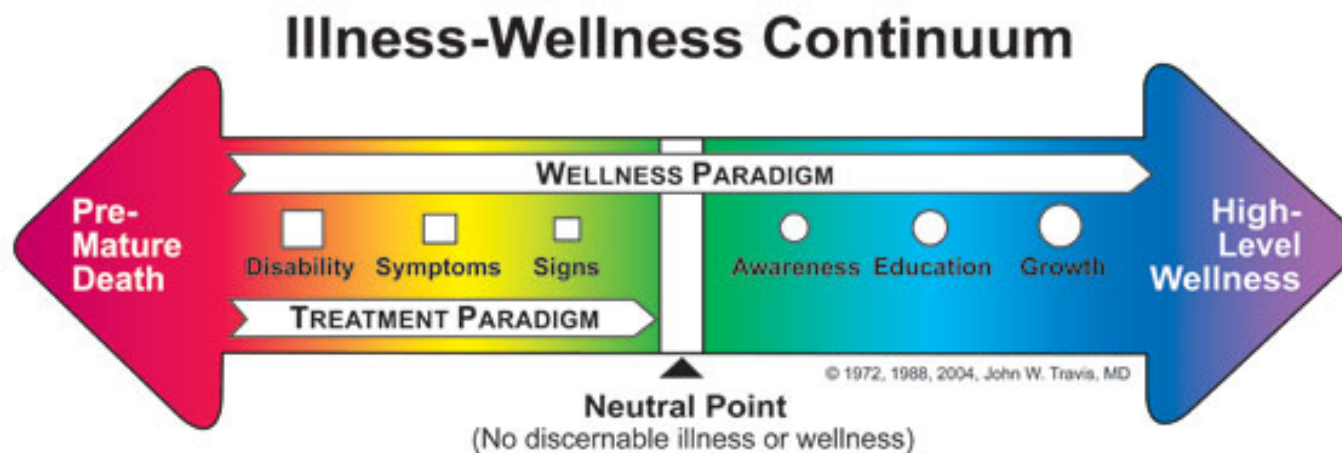 Illness-Wellness Continuum
WELLNESS PARADIGM
Pre-
Mature
Death
Disability Symptoms Signs
Awareness Education Growth
High-
Level
Wellness
TREATMENT PARADIGM
© 1972, 1988, 2004, John W. Travis, MD
Neutral Point
(No discernable illness or wellness)